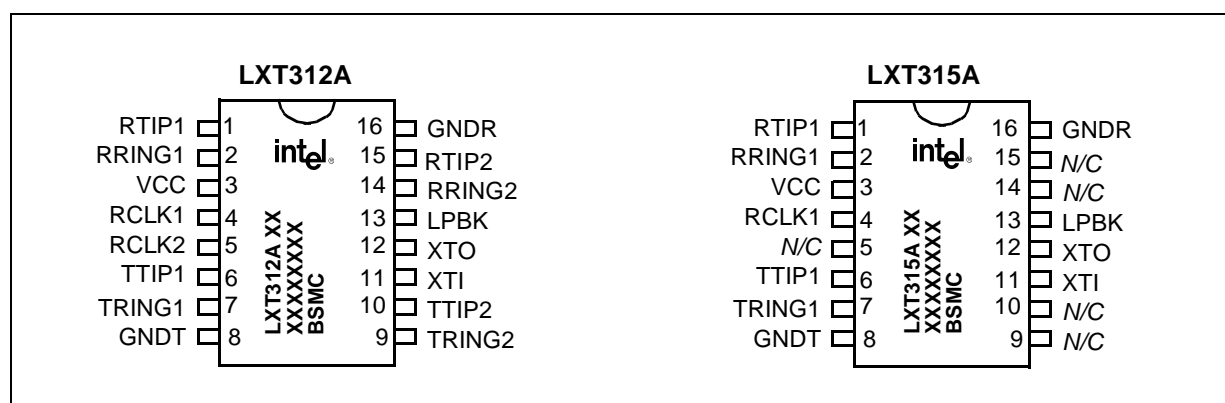 LXT312A
RTIP1 1 16 GNDR
RRING1 2 15 RTIP2
VCC 3 14 RRING2
RCLK1 4 13 LPBK
RCLK2 5 12 XTO
TTIP1 6 11 XTI
TRING1 7 10 TTIP2
GNDT 8 9 TRING2
intel®
LXT312A XX
XXXXXXXX
BSMC
LXT315A
RTIP1 1 16 GNDR
RRING1 2 15 N/C
VCC 3 14 N/C
RCLK1 4 13 LPBK
N/C 5 12 XTO
TTIP1 6 11 XTI
TRING1 7 10 N/C
GNDT 8 9 N/C
intel®
LXT315A XX
XXXXXXXX
BSMC